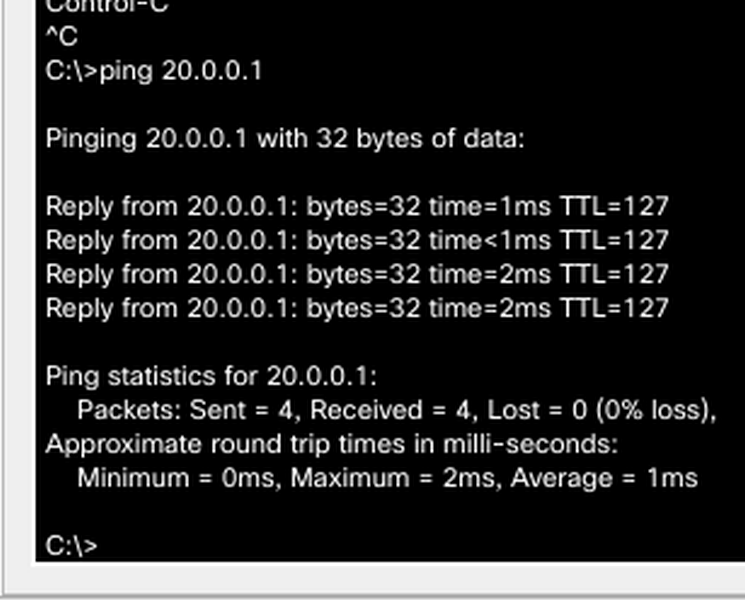 Control-C
^C
C:\>ping 20.0.0.1
Pinging 20.0.0.1 with 32 bytes of data:
Reply from 20.0.0.1: bytes=32 time=1ms TTL=127
Reply from 20.0.0.1: bytes=32 time<1ms TTL=127
Reply from 20.0.0.1: bytes=32 time=2ms TTL=127
Reply from 20.0.0.1: bytes=32 time=2ms TTL=127
Ping statistics for 20.0.0.1:
Packets: Sent = 4, Received = 4, Lost = 0 (0% loss),
Approximate round trip times in milli-seconds:
Minimum = 0ms, Maximum = 2ms, Average = 1ms
C:\>